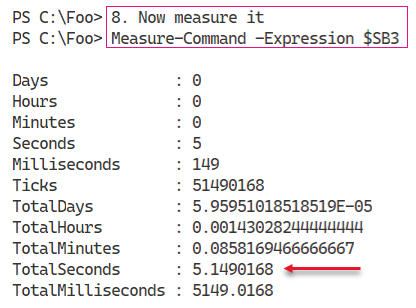 PS C:\Foo> 8. Now measure it
PS C:\Foo> Measure-Command -Expression $SB3
Days : 0
Hours : 0
Minutes : 0
Seconds : 5
Milliseconds : 149
Ticks : 51490168
TotalDays : 5.95951018518519E-05
TotalHours : 0.00143028244444444
TotalMinutes : 0.0858169466666667
TotalSeconds : 5.1490168
TotalMilliseconds : 5149.0168